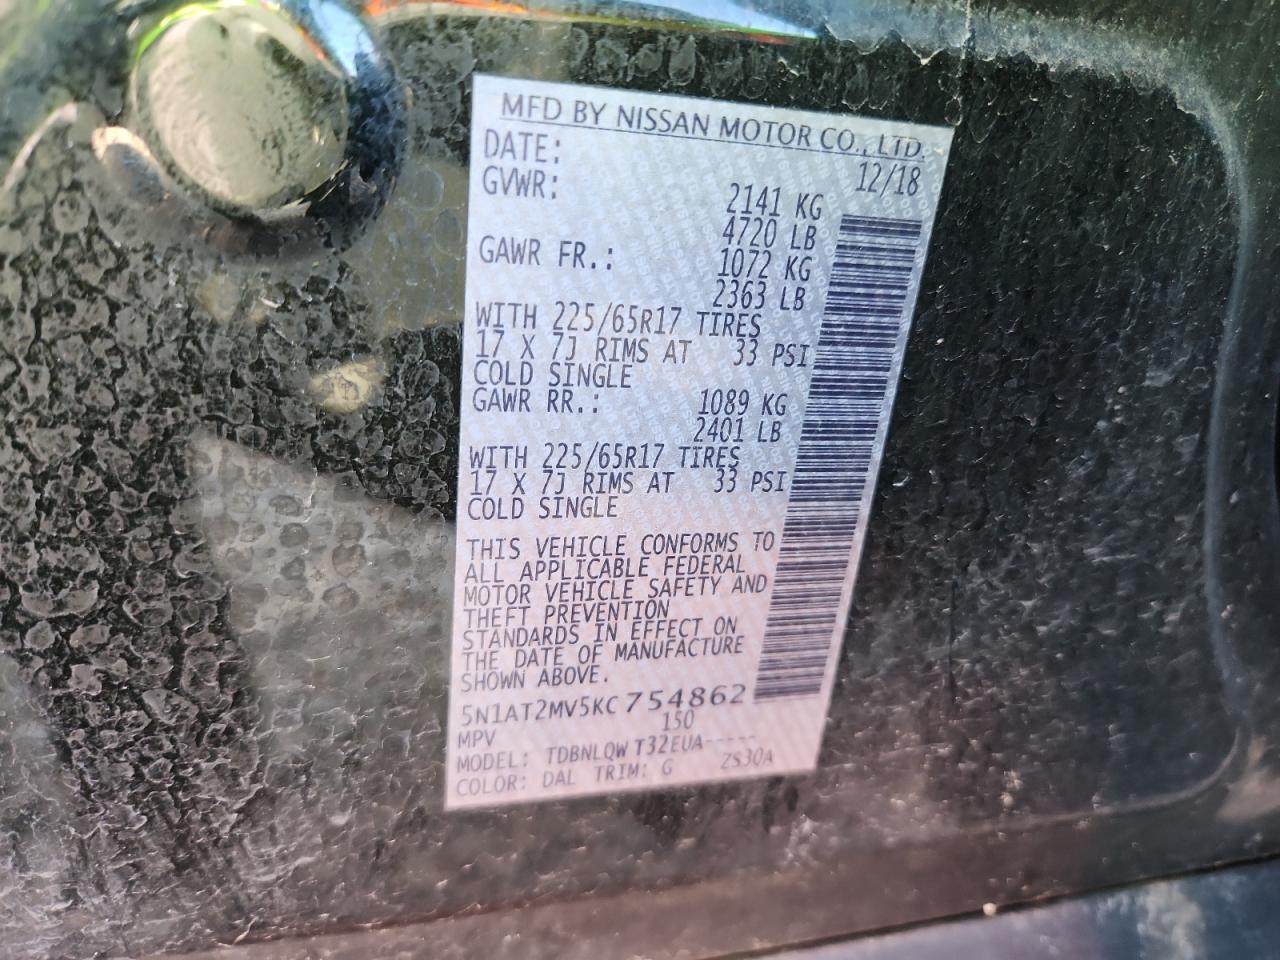 MFD BY NISSAN MOTOR CO., LTD.
DATE: 12/18
GVWR: 2141 KG
4720 LB
GAWR FR.: 1072 KG
2363 LB
WITH 225/65R17 TIRES
17 X 7J RIMS AT 33 PSI
COLD SINGLE
GAWR RR.: 1089 KG
2401 LB
WITH 225/65R17 TIRES
17 X 7J RIMS AT 33 PSI
COLD SINGLE
THIS VEHICLE CONFORMS TO
ALL APPLICABLE FEDERAL
MOTOR VEHICLE SAFETY AND
THEFT PREVENTION
STANDARDS IN EFFECT ON
THE DATE OF MANUFACTURE
SHOWN ABOVE.
5N1AT2MV5KC754862
MPV 150
MODEL: TDBNLQW T32EUA-----
COLOR: DAL TRIM: G ZS30A